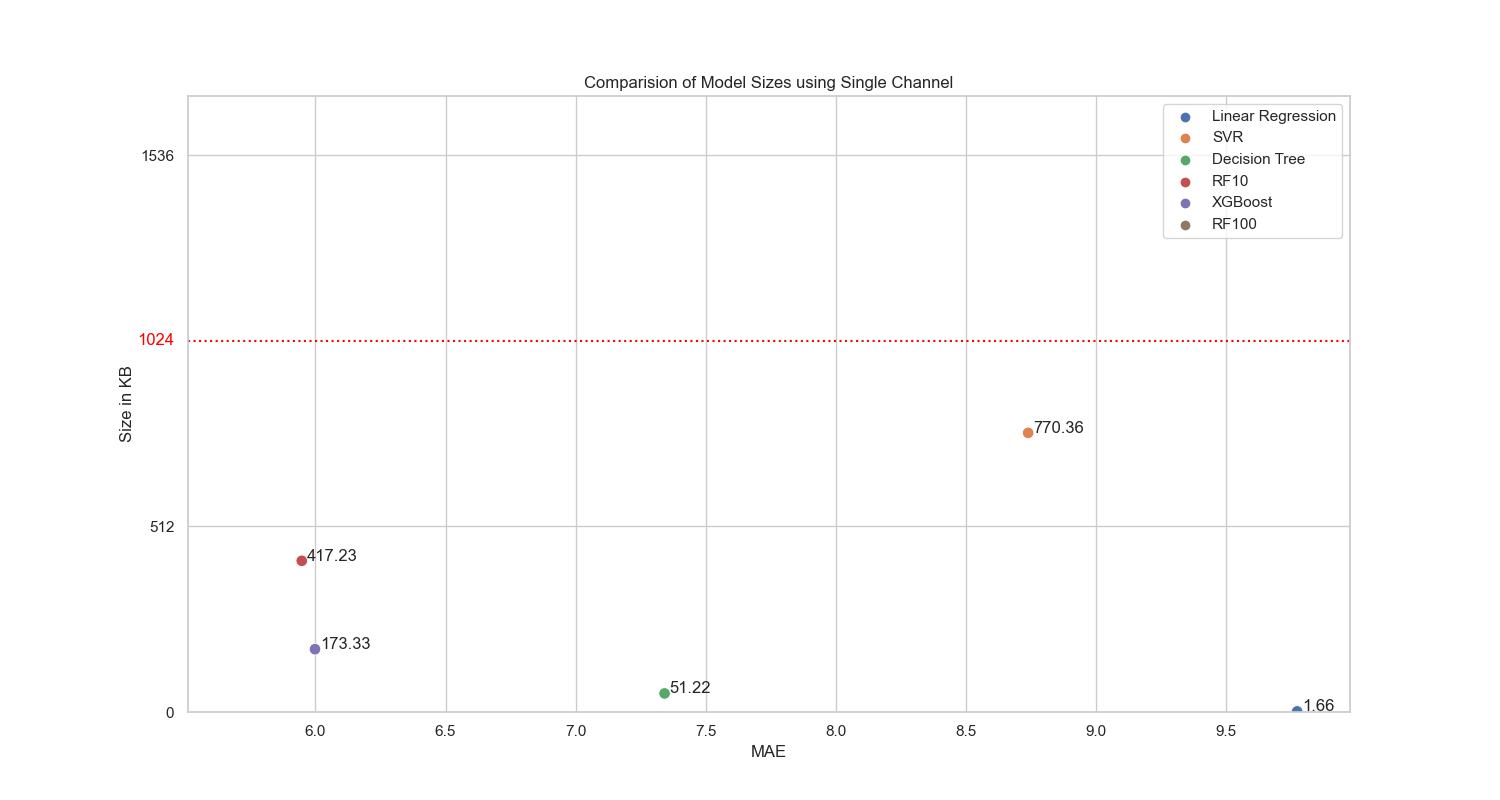 Comparision of Model Sizes using Single Channel
Linear Regression
SVR
Decision Tree
RF10
XGBoost
RF100
1536
1024
512
0
Size in KB
770.36
417.23
173.33
51.22
1.66
6.0 6.5 7.0 7.5 8.0 8.5 9.0 9.5
MAE